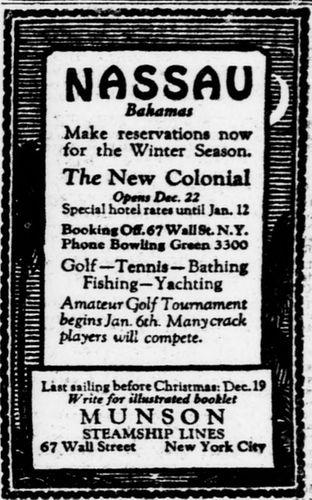 NASSAU
Bahamas
Make reservations now
for the Winter Season.
The New Colonial
Opens Dec. 22
Special hotel rates until Jan. 12
Booking Off. 67 Wall St. N.Y.
Phone Bowling Green 3300
Golf—Tennis—Bathing
Fishing—Yachting
Amateur Golf Tournament
begins Jan. 6th. Many crack
players will compete.
Last sailing before Christmas: Dec. 19
Write for illustrated booklet
MUNSON
STEAMSHIP LINES
67 Wall Street New York City